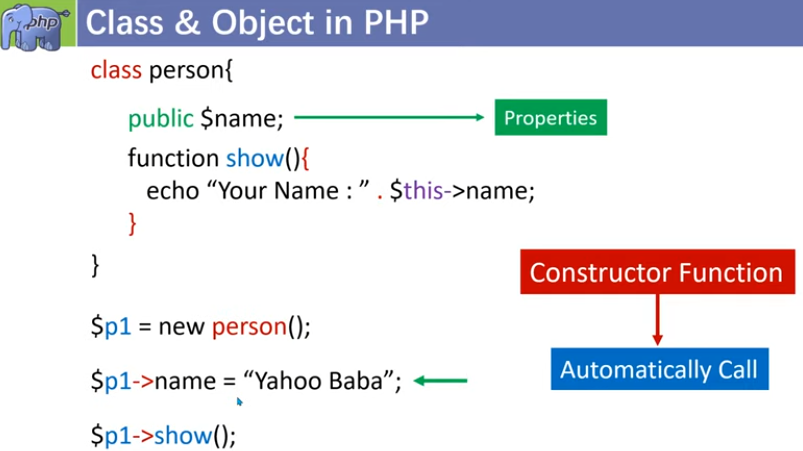 php
Class & Object in PHP
class person{
public $name;
Properties
function show(){
echo “Your Name : ” . $this->name;
}
}
Constructor Function
$p1 = new person();
Automatically Call
$p1->name = “Yahoo Baba”;
$p1->show();